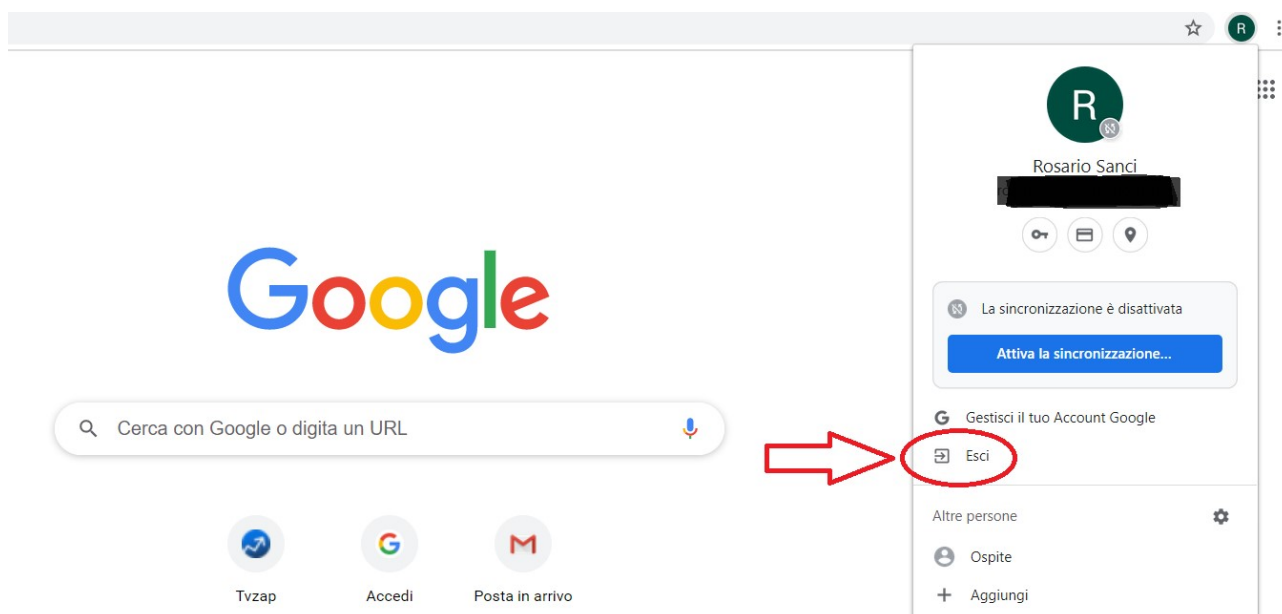 R
R
Rosario Sanci
La sincronizzazione è disattivata
Attiva la sincronizzazione...
Google
G Gestisci il tuo Account Google
Cerca con Google o digita un URL
Esci
Altre persone
G
M
Ospite
Tvzap
Accedi
Posta in arrivo
+ Aggiungi